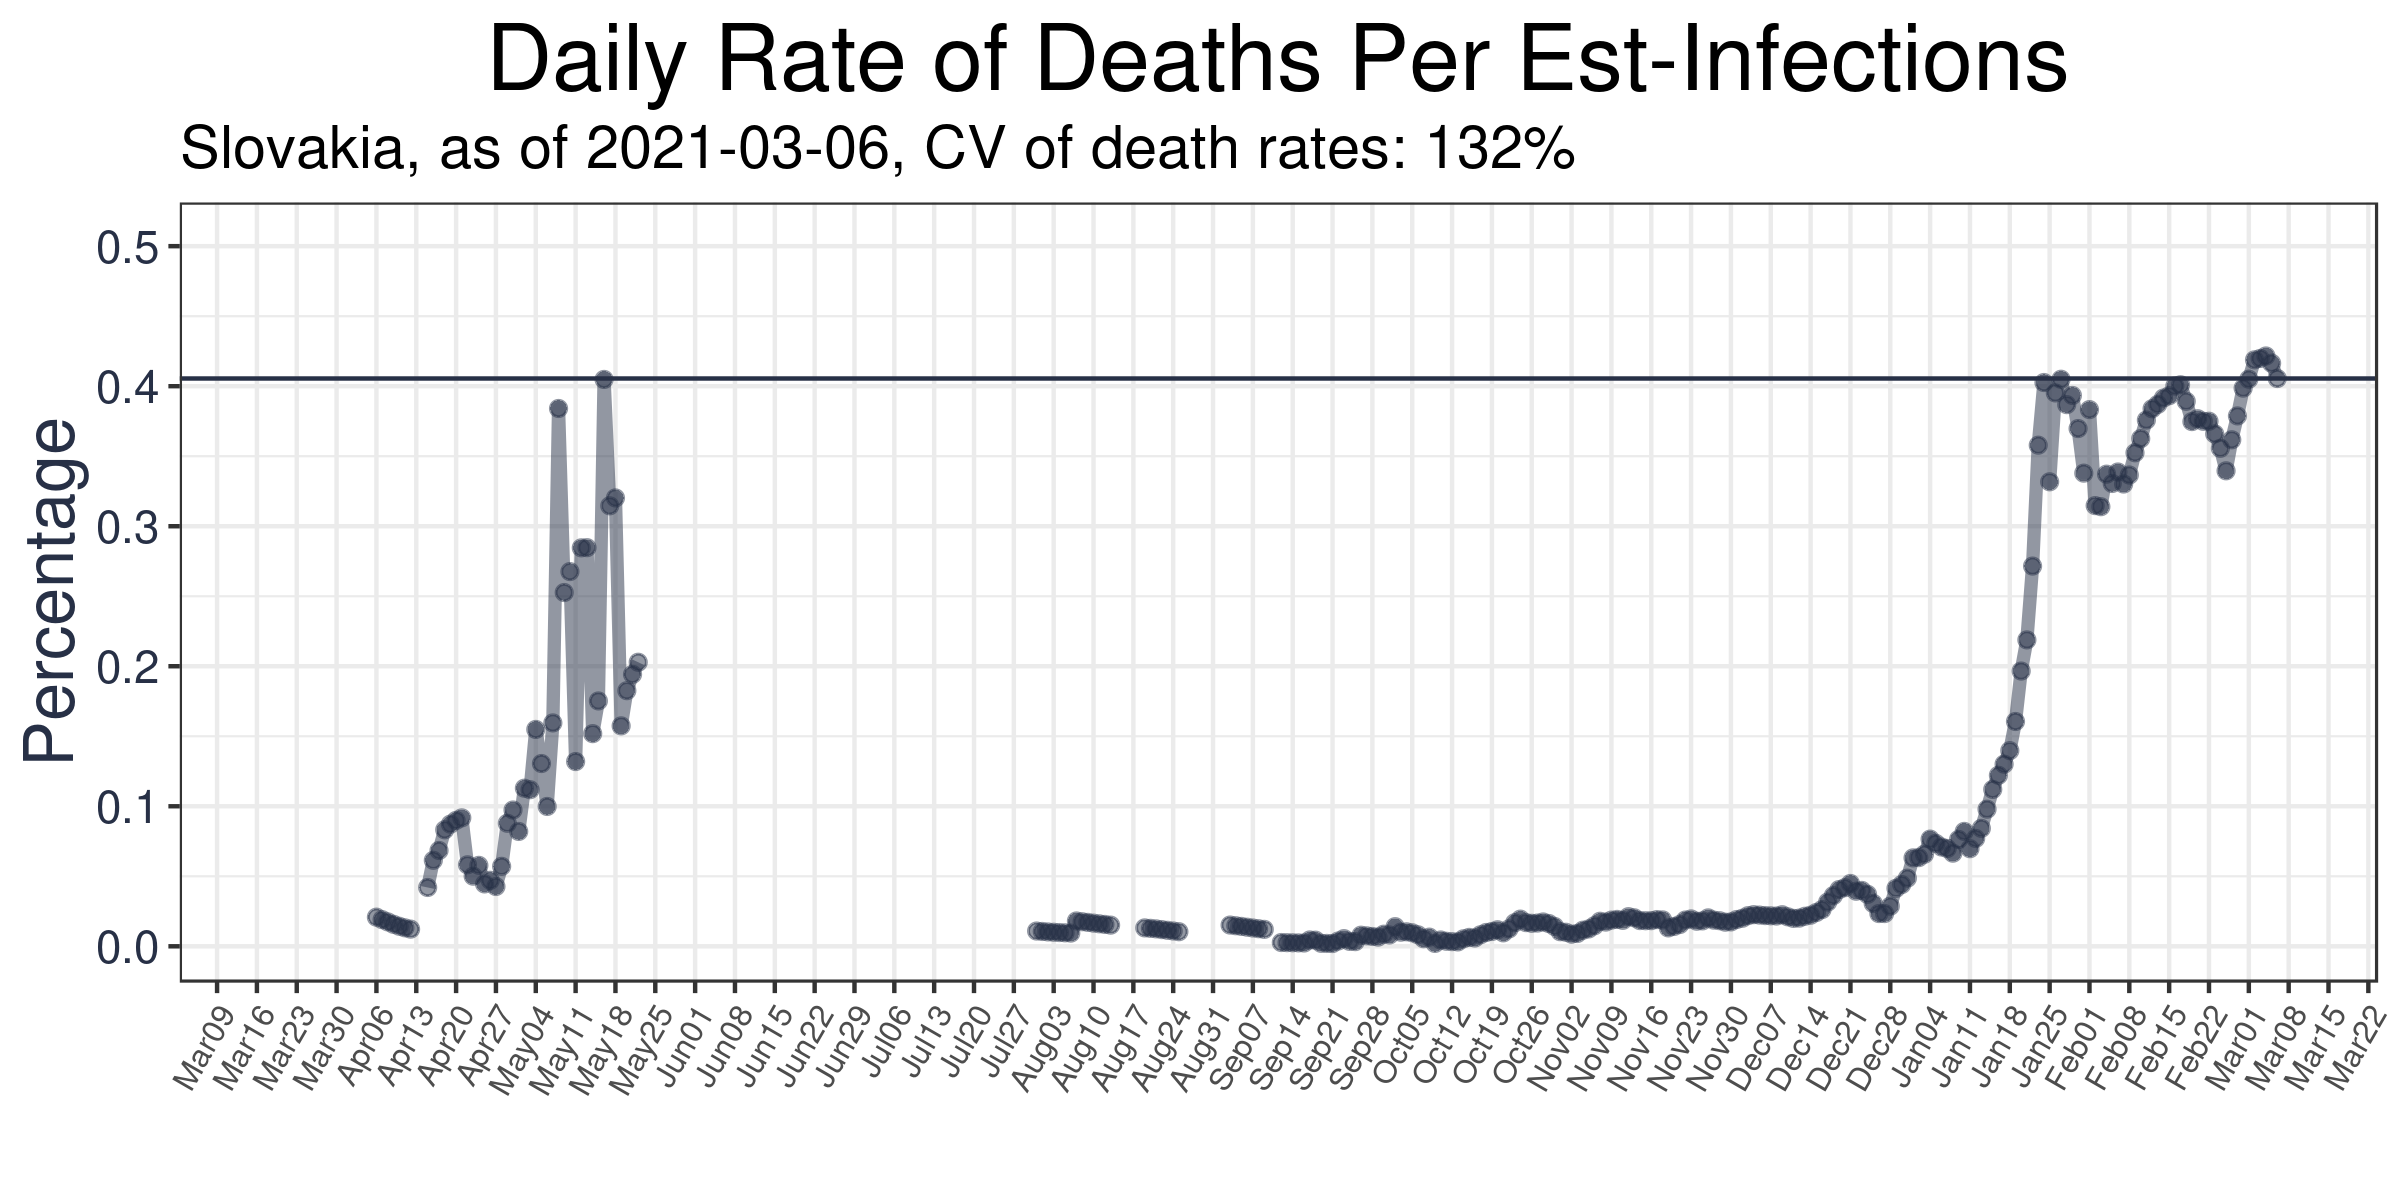 Daily Rate of Deaths Per Est-Infections
Slovakia, as of 2021-03-06, CV of death rates: 132%
Percentage
0.5
0.4
0.3
0.2
0.1
0.0
Mar09 Mar16 Mar23 Mar30 Apr06 Apr13 Apr20 Apr27 May04 May11 May18 May25 Jun01 Jun08 Jun15 Jun22 Jun29 Jul06 Jul13 Jul20 Jul27 Aug03 Aug10 Aug17 Aug24 Aug31 Sep07 Sep14 Sep21 Sep28 Oct05 Oct12 Oct19 Oct26 Nov02 Nov09 Nov16 Nov23 Nov30 Dec07 Dec14 Dec21 Dec28 Jan04 Jan11 Jan18 Jan25 Feb01 Feb08 Feb15 Feb22 Mar01 Mar08 Mar15 Mar22